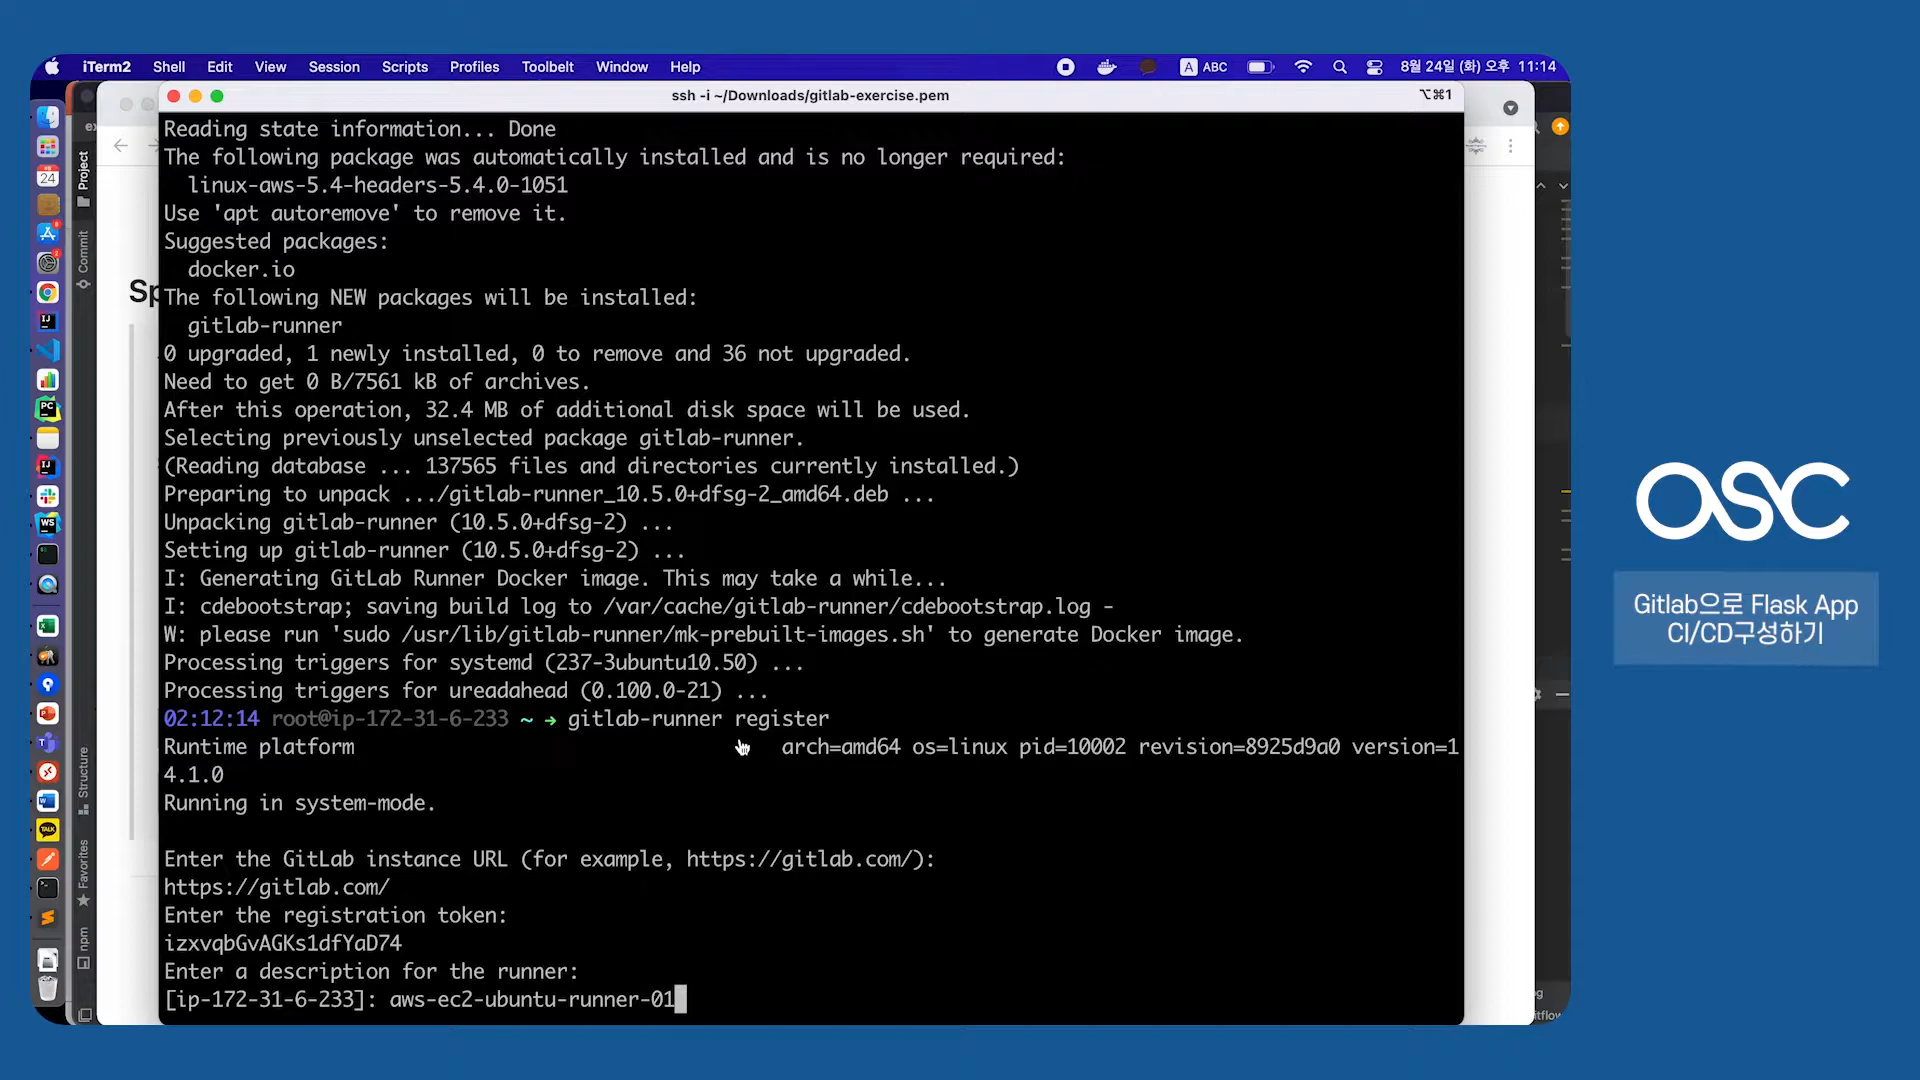 iTerm2 Shell Edit View Session Scripts Profiles Toolbelt Window Help A ABC 8월 24일 (화) 오후 11:14
ssh -i ~/Downloads/gitlab-exercise.pem ⌥⌘1
Reading state information... Done
The following package was automatically installed and is no longer required:
linux-aws-5.4-headers-5.4.0-1051
Use 'apt autoremove' to remove it.
Suggested packages:
docker.io
The following NEW packages will be installed:
gitlab-runner
0 upgraded, 1 newly installed, 0 to remove and 36 not upgraded.
Need to get 0 B/7561 kB of archives.
After this operation, 32.4 MB of additional disk space will be used.
Selecting previously unselected package gitlab-runner.
(Reading database ... 137565 files and directories currently installed.)
Preparing to unpack .../gitlab-runner_10.5.0+dfsg-2_amd64.deb ...
Unpacking gitlab-runner (10.5.0+dfsg-2) ...
Setting up gitlab-runner (10.5.0+dfsg-2) ...
I: Generating GitLab Runner Docker image. This may take a while...
I: cdebootstrap; saving build log to /var/cache/gitlab-runner/cdebootstrap.log -
W: please run 'sudo /usr/lib/gitlab-runner/mk-prebuilt-images.sh' to generate Docker image.
Processing triggers for systemd (237-3ubuntu10.50) ...
Processing triggers for ureadahead (0.100.0-21) ...
02:12:14 root@ip-172-31-6-233 ~ → gitlab-runner register
Runtime platform arch=amd64 os=linux pid=10002 revision=8925d9a0 version=1
4.1.0
Running in system-mode.
Enter the GitLab instance URL (for example, https://gitlab.com/):
https://gitlab.com/
Enter the registration token:
izxvqbGvAGKs1dfYaD74
Enter a description for the runner:
[ip-172-31-6-233]: aws-ec2-ubuntu-runner-01
Project
Commit
Structure
Favorites
npm
Sp
24
OSC
Gitlab으로 Flask App
CI/CD구성하기